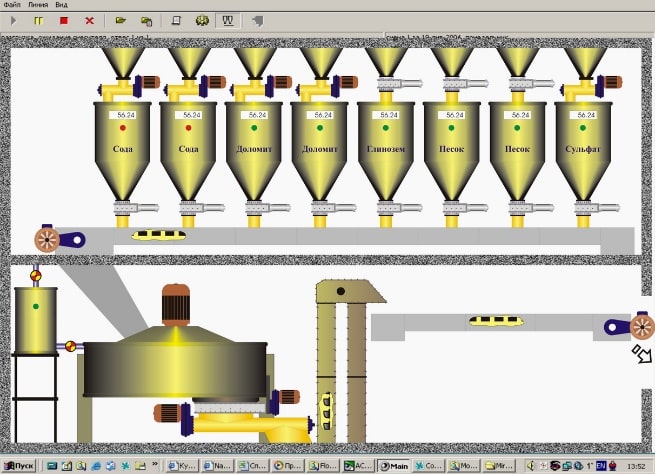 Файл Линия Вид
56.24 56.24 56.24 56.24 56.24 56.24 56.24 56.24
Сода Сода Доломит Доломит Глинозем Песок Песок Сульфат
Пуск Ку... Na... Сп... Пр... Flo... AC... Main Co... Mo... Mir... EN 13:52